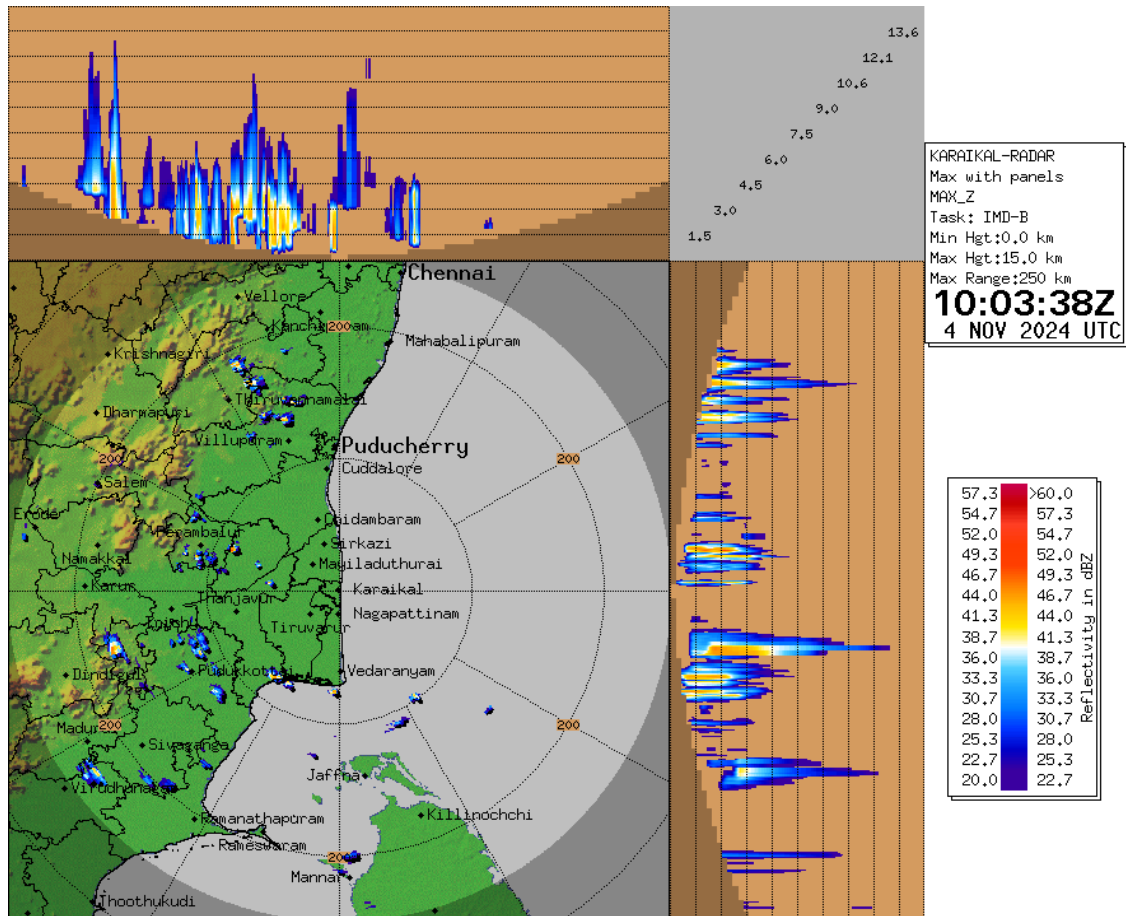 13.6
12.1
10.6
9.0
7.5
6.0
4.5
3.0
1.5
KARAIKAL-RADAR
Max with panels
MAX_Z
Task: IMD-B
Min Hgt:0.0 km
Max Hgt:15.0 km
Max Range:250 km
10:03:38Z
4 NOV 2024 UTC
Chennai
Vellore
200
Mahabalipuram
Krishnagiri
Thiruvannamalai
Dharmapuri
Villupuram
Puducherry
200
200
Cuddalore
Salem
Erode
Chidambaram
Perambalur
Sirkazi
Namakkal
Mayiladuthurai
Karur
Karaikal
Thanjavur
Nagapattinam
Tiruvarur
Dindigul
Pudukkottai
Vedaranyam
200
200
Sivaganga
Jaffna
Virudhunagar
Ramanathapuram
Killinochchi
Rameswaram
200
Mannar
Thoothukudi
57.3 >60.0
54.7 57.3
52.0 54.7
49.3 52.0
46.7 49.3
44.0 46.7
41.3 44.0
38.7 41.3
36.0 38.7
33.3 36.0
30.7 33.3
28.0 30.7
25.3 28.0
22.7 25.3
20.0 22.7
Reflectivity in dBZ